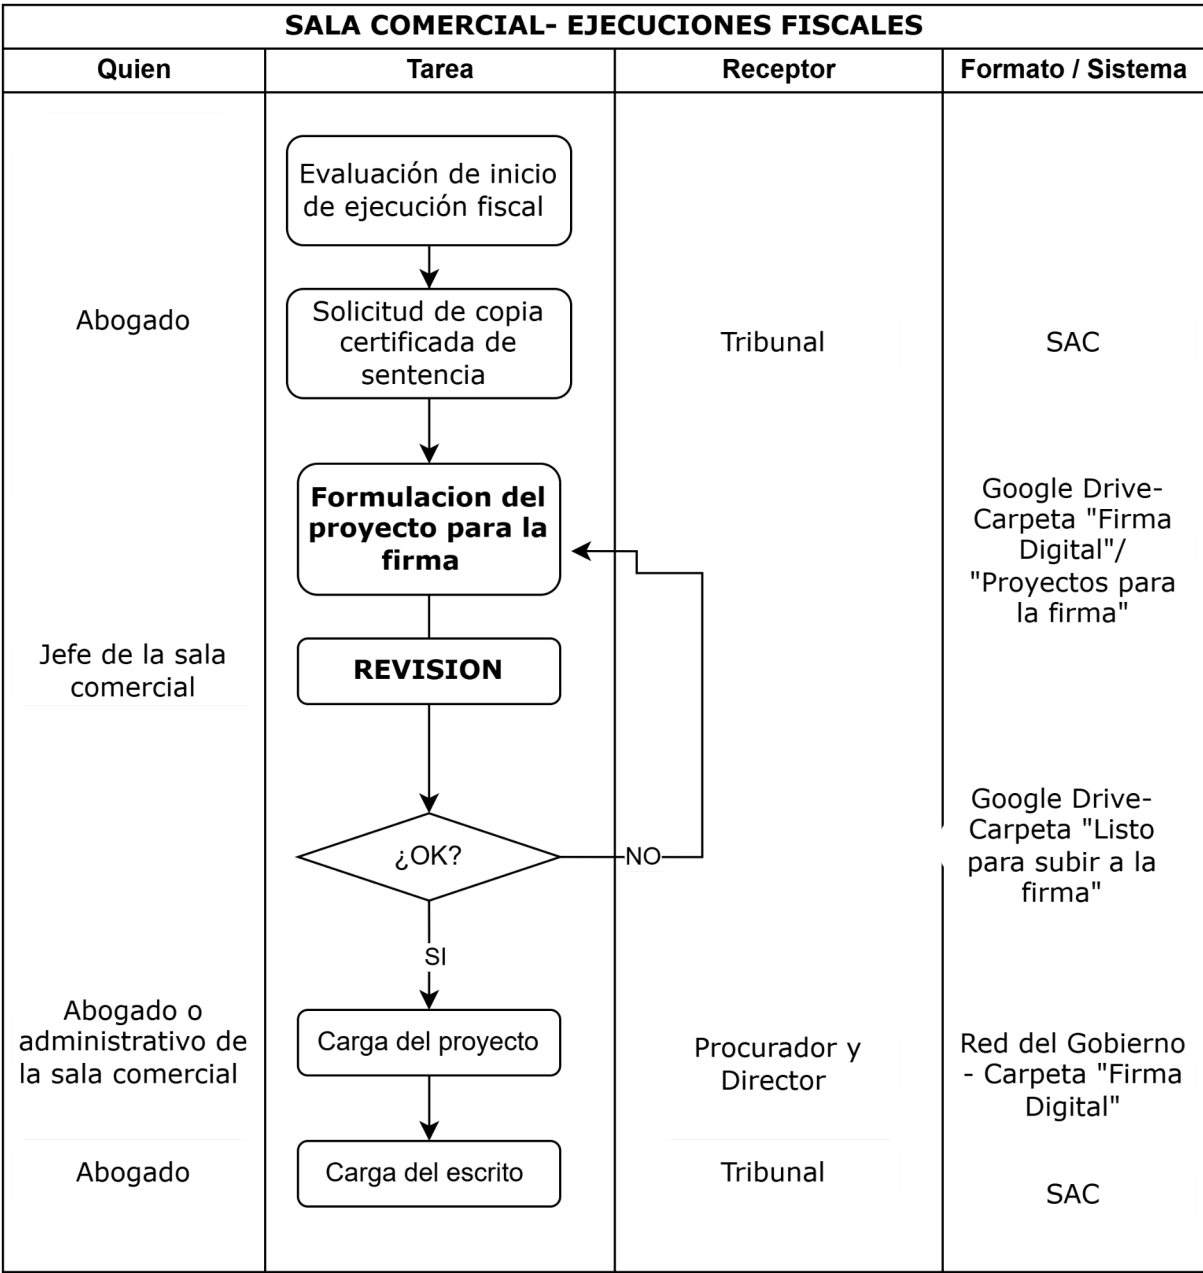 SALA COMERCIAL- EJECUCIONES FISCALES
Quien
Tarea
Receptor
Formato / Sistema
Evaluación de inicio
de ejecución fiscal
Abogado
Solicitud de copia
certificada de
sentencia
Tribunal
SAC
Formulacion del
proyecto para la
firma
Google Drive-
Carpeta "Firma
Digital"/
"Proyectos para
la firma"
Jefe de la sala
comercial
REVISION
¿OK?
NO
Google Drive-
Carpeta "Listo
para subir a la
firma"
SI
Abogado o
administrativo de
la sala comercial
Carga del proyecto
Procurador y
Director
Red del Gobierno
- Carpeta "Firma
Digital"
Abogado
Carga del escrito
Tribunal
SAC